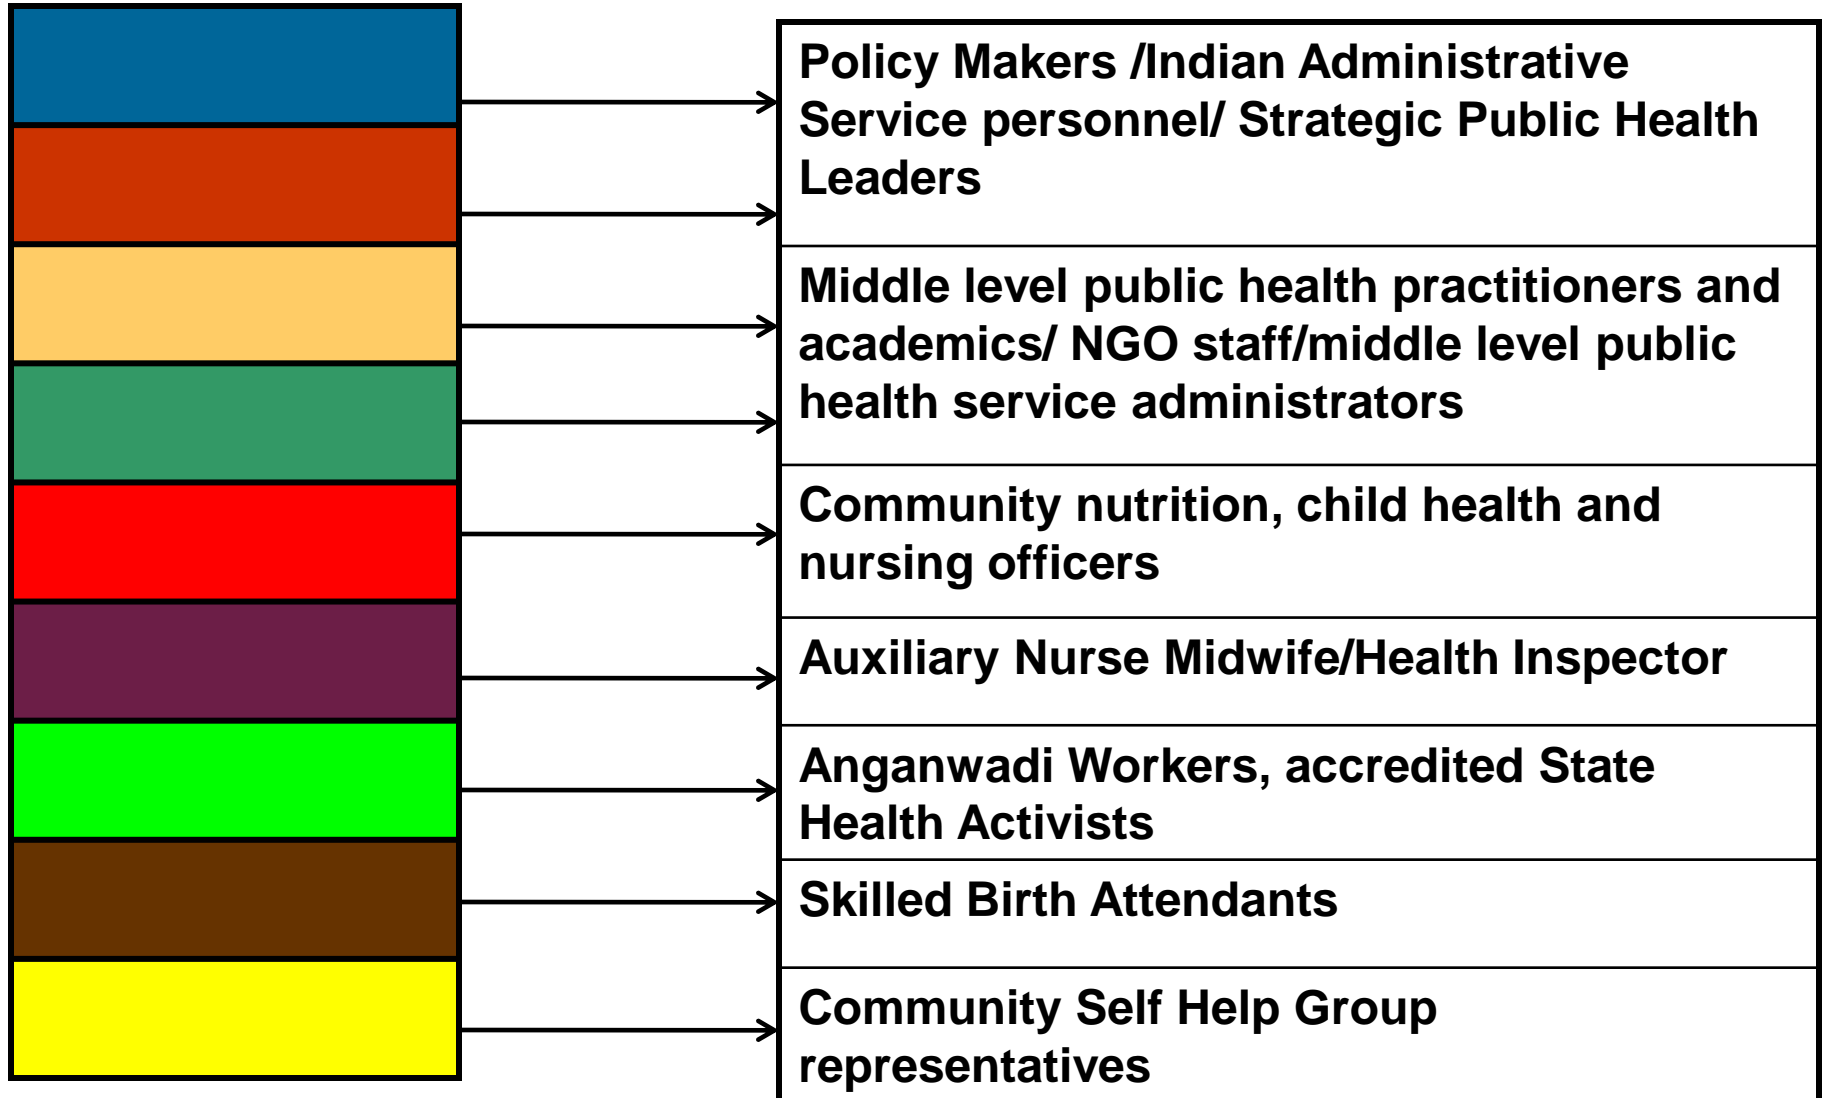 Policy Makers /Indian Administrative
Service personnel/ Strategic Public Health
Leaders
Middle level public health practitioners and
academics/ NGO staff/middle level public
health service administrators
Community nutrition, child health and
nursing officers
Auxiliary Nurse Midwife/Health Inspector
Anganwadi Workers, accredited State
Health Activists
Skilled Birth Attendants
Community Self Help Group
representatives